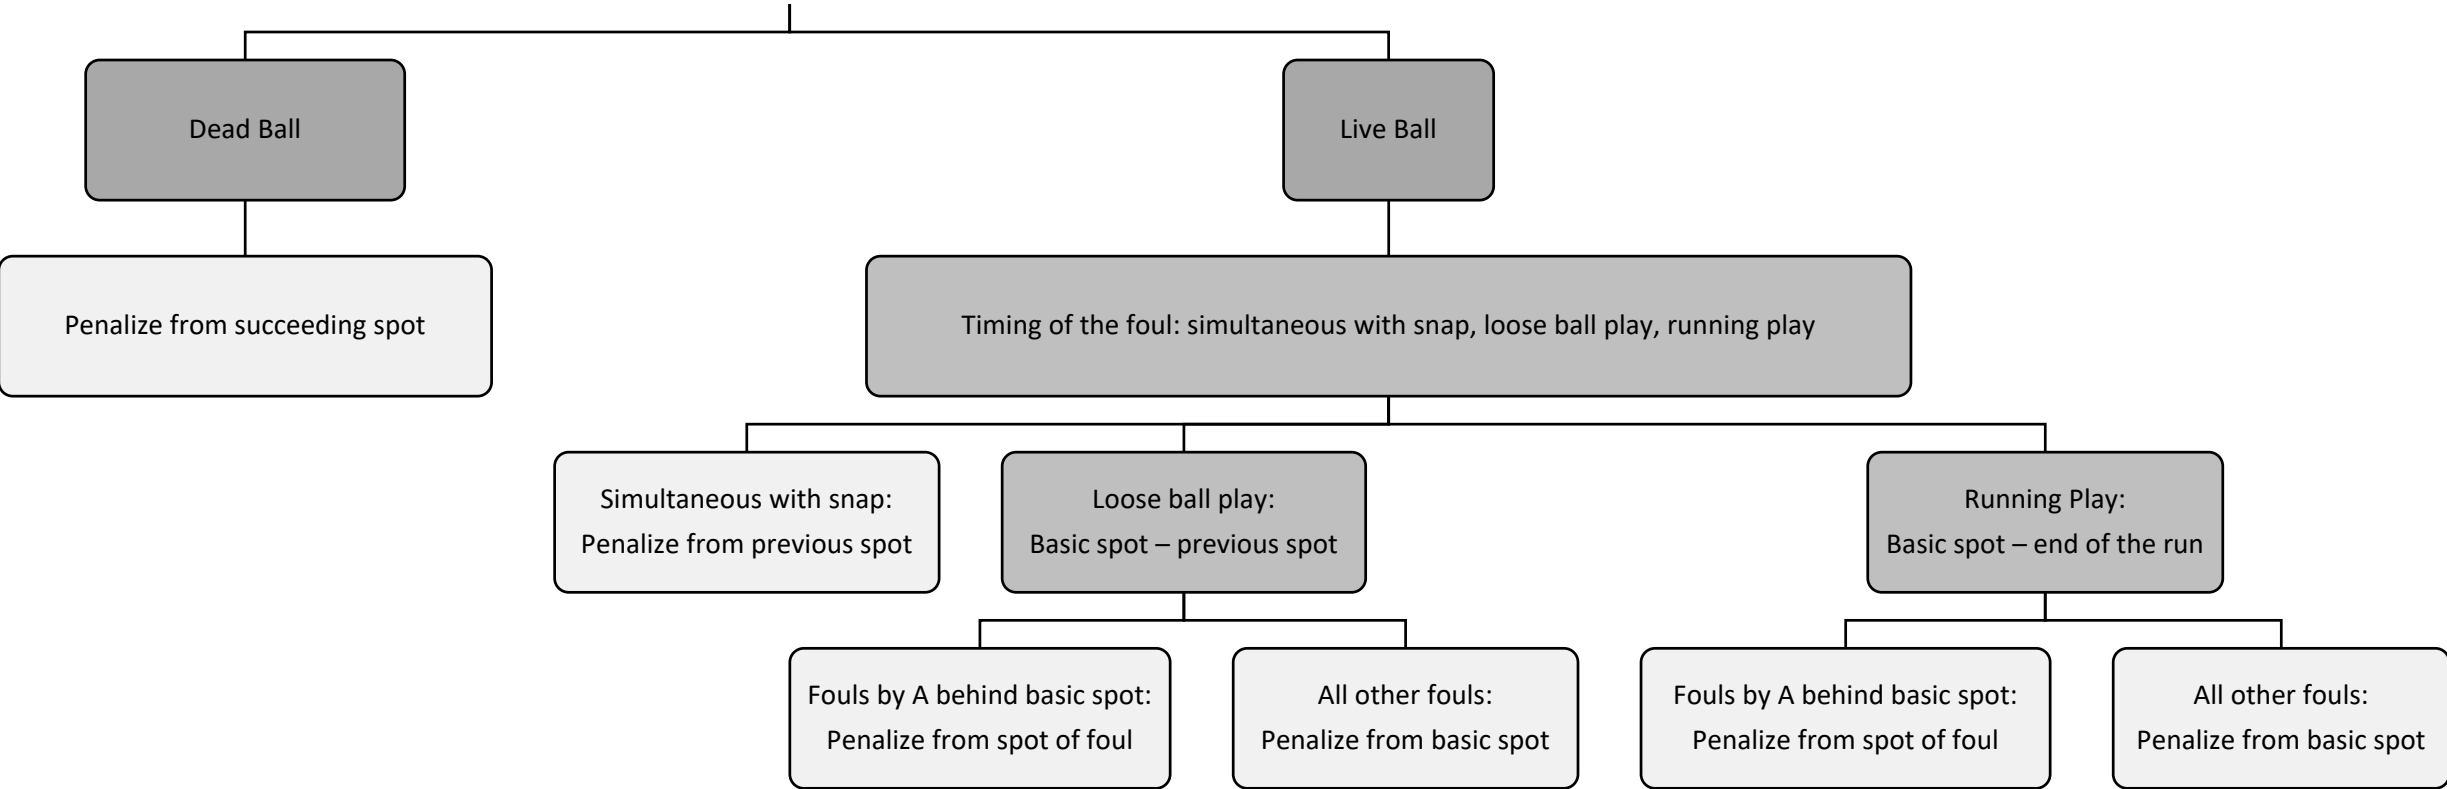 Dead Ball
Live Ball
Penalize from succeeding spot
Timing of the foul: simultaneous with snap, loose ball play, running play
Simultaneous with snap:
Penalize from previous spot
Loose ball play:
Basic spot – previous spot
Running Play:
Basic spot – end of the run
Fouls by A behind basic spot:
Penalize from spot of foul
All other fouls:
Penalize from basic spot
Fouls by A behind basic spot:
Penalize from spot of foul
All other fouls:
Penalize from basic spot